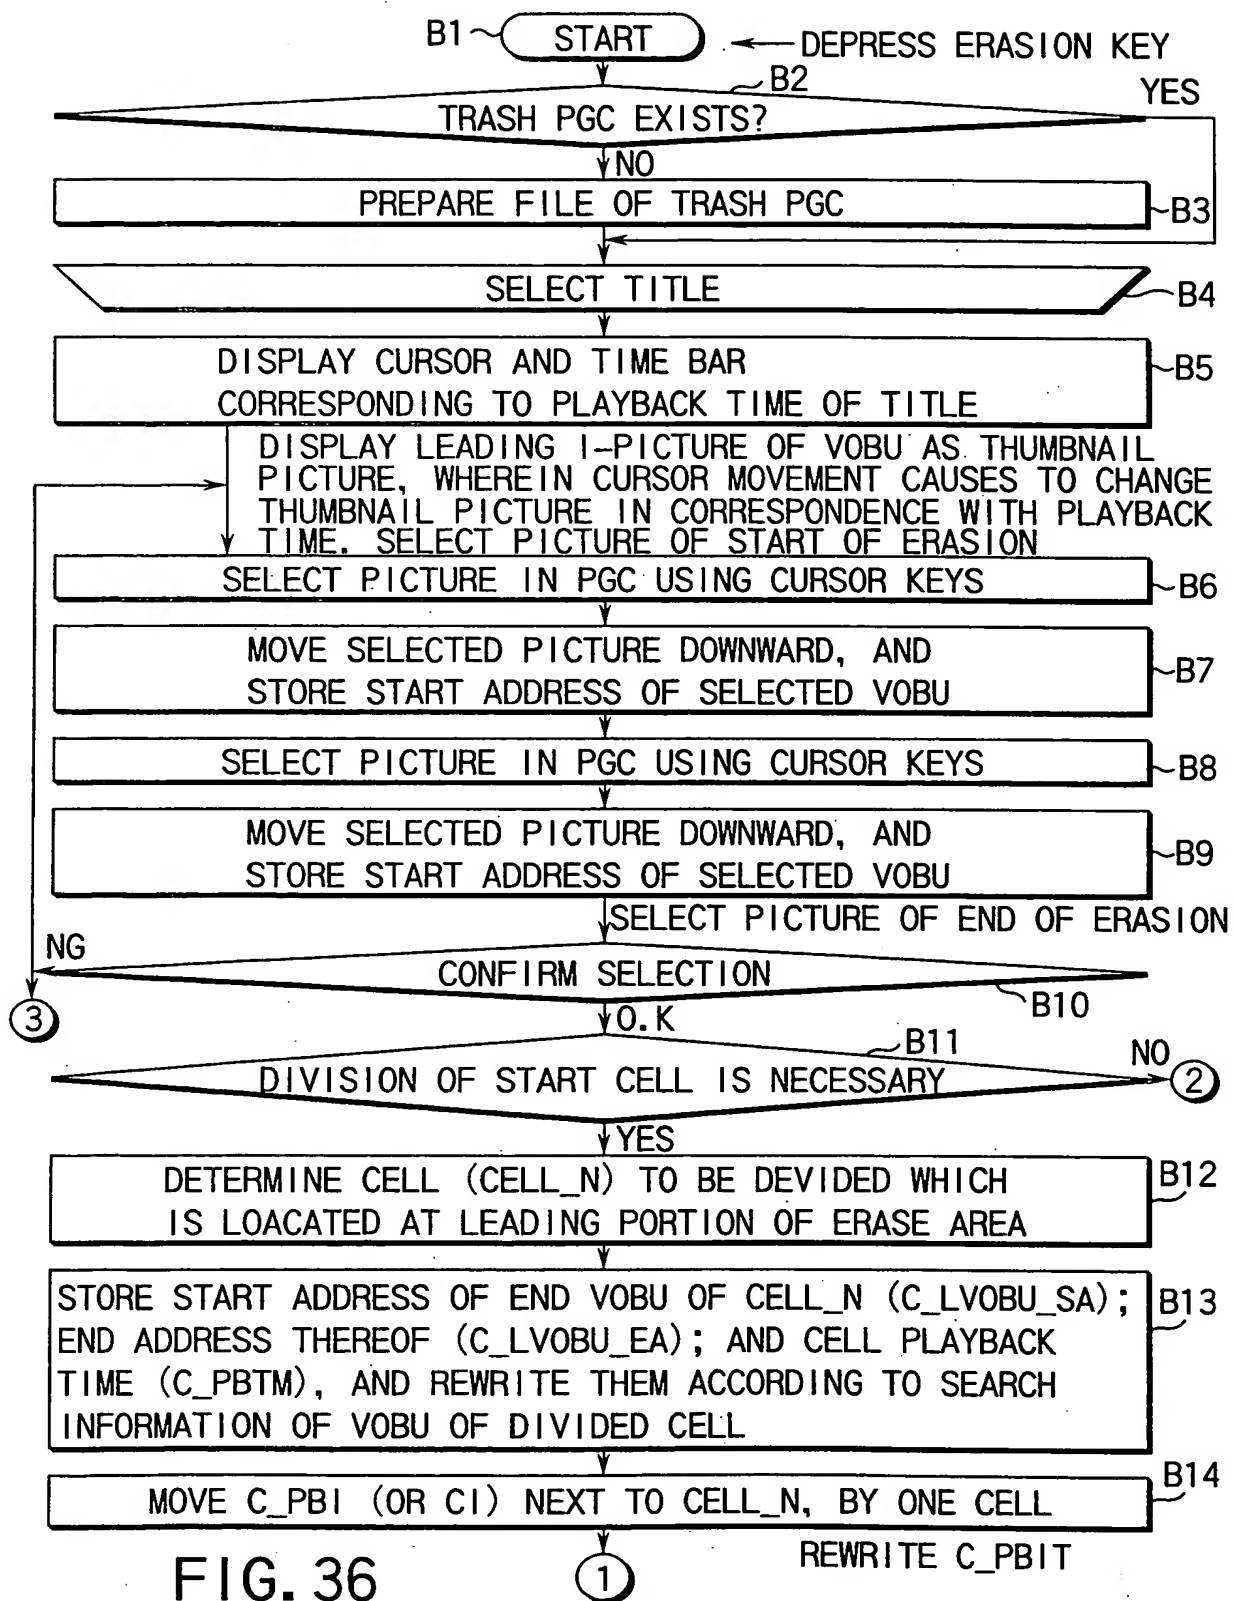 B1
START
DEPRESS ERASION KEY
B2
YES
TRASH PGC EXISTS?
NO
PREPARE FILE OF TRASH PGC
B3
SELECT TITLE
B4
DISPLAY CURSOR AND TIME BAR
CORRESPONDING TO PLAYBACK TIME OF TITLE
B5
DISPLAY LEADING I-PICTURE OF VOBU AS THUMBNAIL
PICTURE, WHEREIN CURSOR MOVEMENT CAUSES TO CHANGE
THUMBNAIL PICTURE IN CORRESPONDENCE WITH PLAYBACK
TIME. SELECT PICTURE OF START OF ERASION
SELECT PICTURE IN PGC USING CURSOR KEYS
B6
MOVE SELECTED PICTURE DOWNWARD, AND
STORE START ADDRESS OF SELECTED VOBU
B7
SELECT PICTURE IN PGC USING CURSOR KEYS
B8
MOVE SELECTED PICTURE DOWNWARD, AND
STORE START ADDRESS OF SELECTED VOBU
B9
SELECT PICTURE OF END OF ERASION
NG
CONFIRM SELECTION
B10
3
O.K
B11
NO
DIVISION OF START CELL IS NECESSARY
2
YES
DETERMINE CELL (CELL_N) TO BE DEVIDED WHICH
IS LOACATED AT LEADING PORTION OF ERASE AREA
B12
STORE START ADDRESS OF END VOBU OF CELL_N (C_LVOBU_SA);
END ADDRESS THEREOF (C_LVOBU_EA); AND CELL PLAYBACK
TIME (C_PBTM), AND REWRITE THEM ACCORDING TO SEARCH
INFORMATION OF VOBU OF DIVIDED CELL
B13
MOVE C_PBI (OR CI) NEXT TO CELL_N, BY ONE CELL
B14
REWRITE C_PBIT
1
FIG. 36